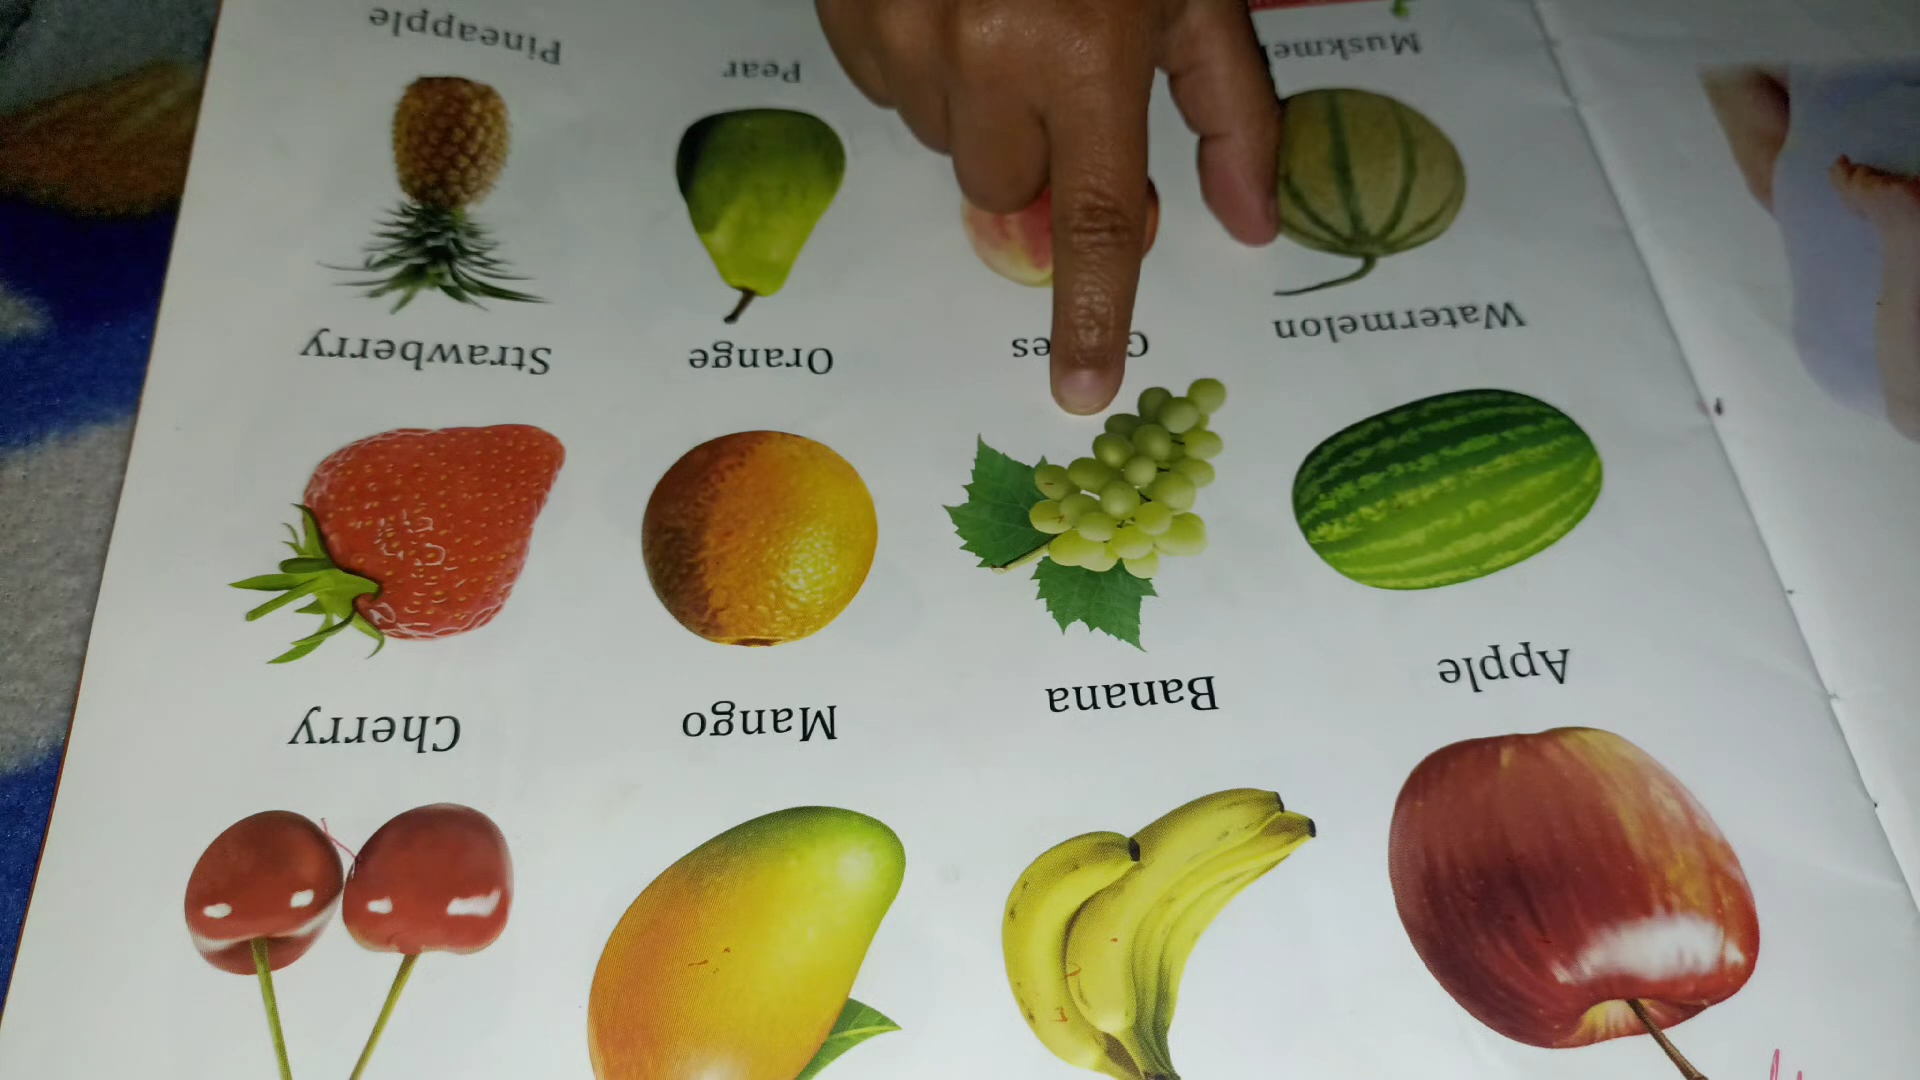 Apple
Banana
Mango
Cherry
Watermelon
Orange
Strawberry
Pear
Pineapple